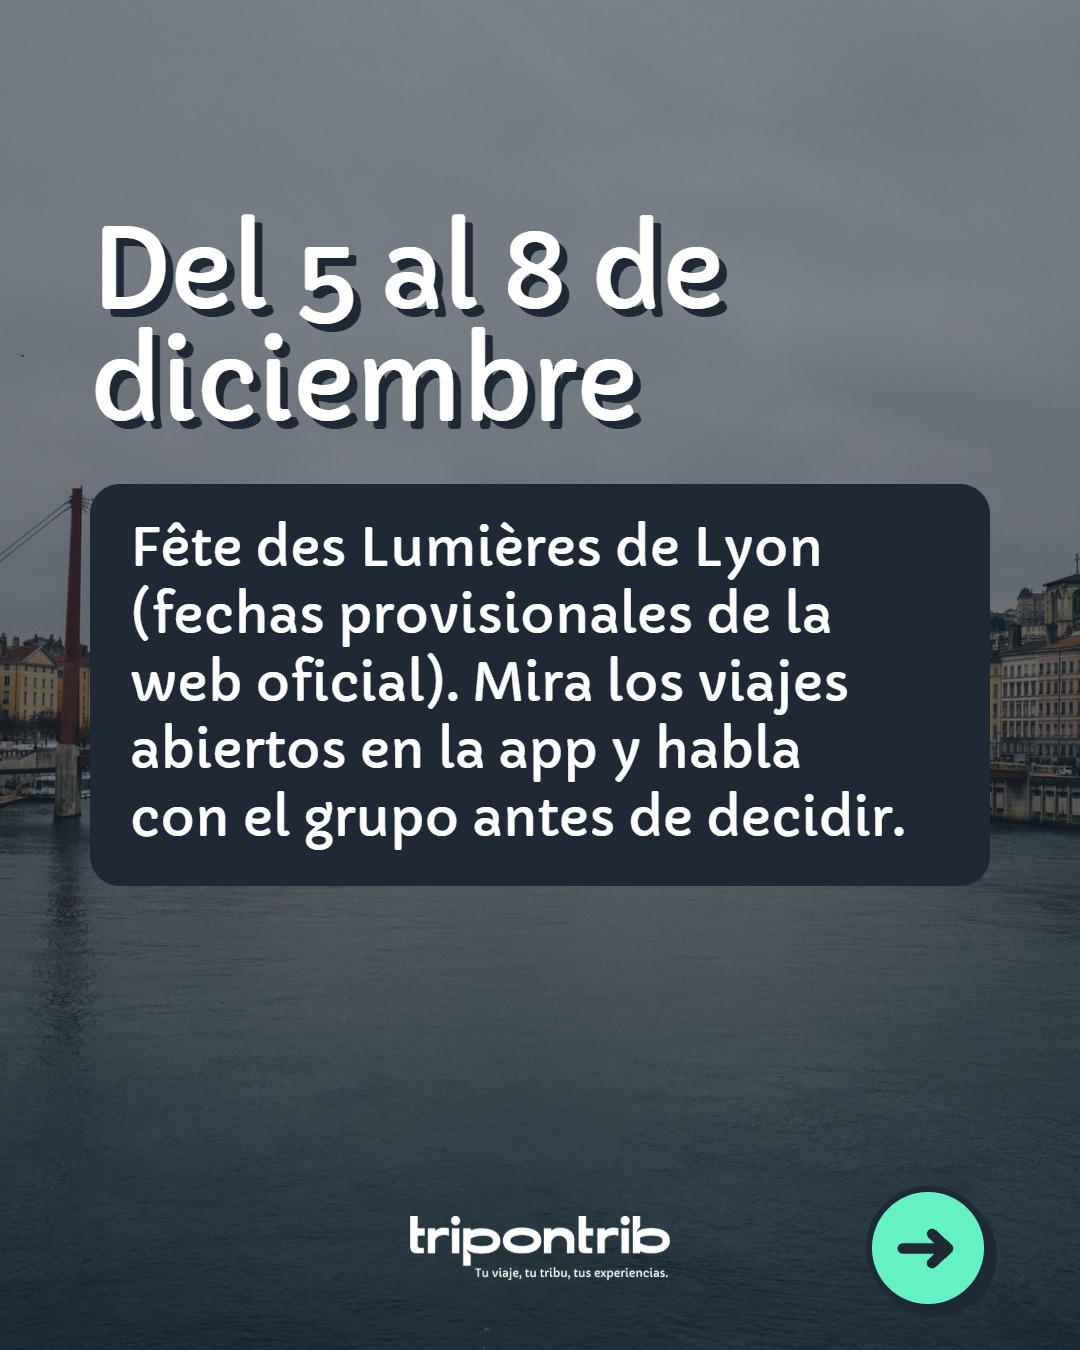 Del 5 al 8 de
diciembre
Fête des Lumières de Lyon
(fechas provisionales de la
web oficial). Mira los viajes
abiertos en la app y habla
con el grupo antes de decidir.
tripontrib
Tu viaje, tu tribu, tus experiencias.